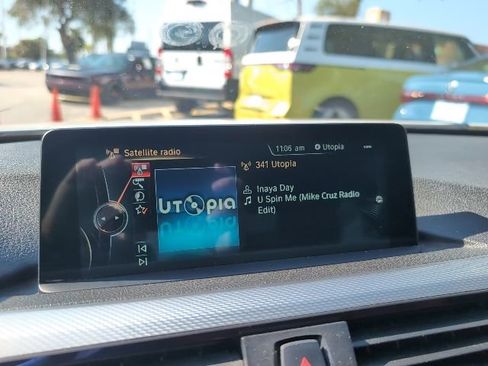 Satellite radio
11:06 am
Utopia
341 Utopia
UTOPIA
Inaya Day
U Spin Me (Mike Cruz Radio
Edit)